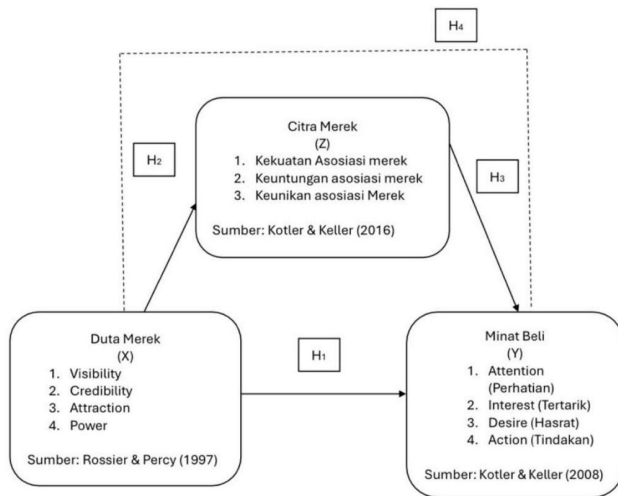 H₄
Citra Merek
(Z)
1. Kekuatan Asosiasi merek
2. Keuntungan asosiasi merek
3. Keunikan asosiasi Merek
Sumber: Kotler & Keller (2016)
H₂
H₃
Duta Merek
(X)
1. Visibility
2. Credibility
3. Attraction
4. Power
Sumber: Rossier & Percy (1997)
H₁
Minat Beli
(Y)
1. Attention
(Perhatian)
2. Interest (Tertarik)
3. Desire (Hasrat)
4. Action (Tindakan)
Sumber: Kotler & Keller (2008)